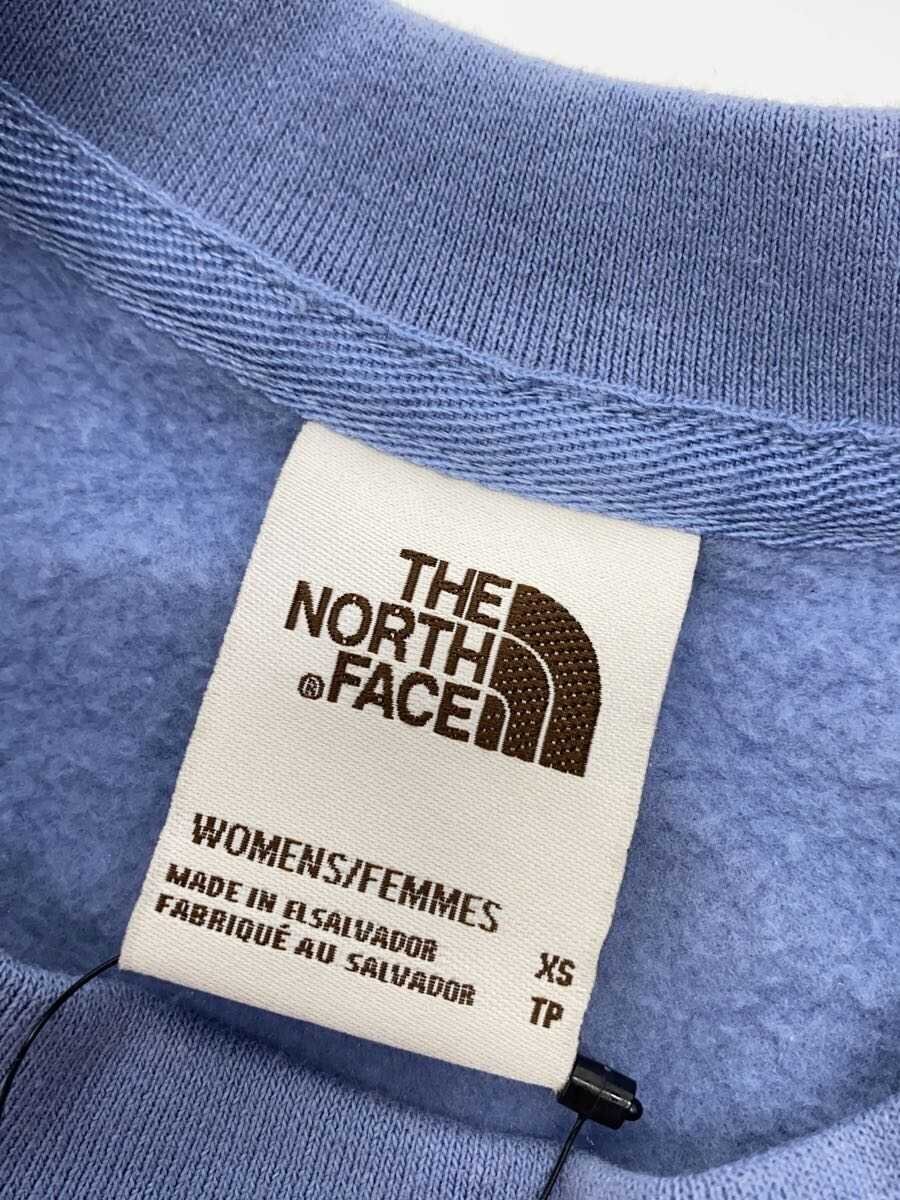 THE
NORTH
®FACE
WOMENS/FEMMES
MADE IN ELSALVADOR
FABRIQUÉ AU SALVADOR
XS
TP